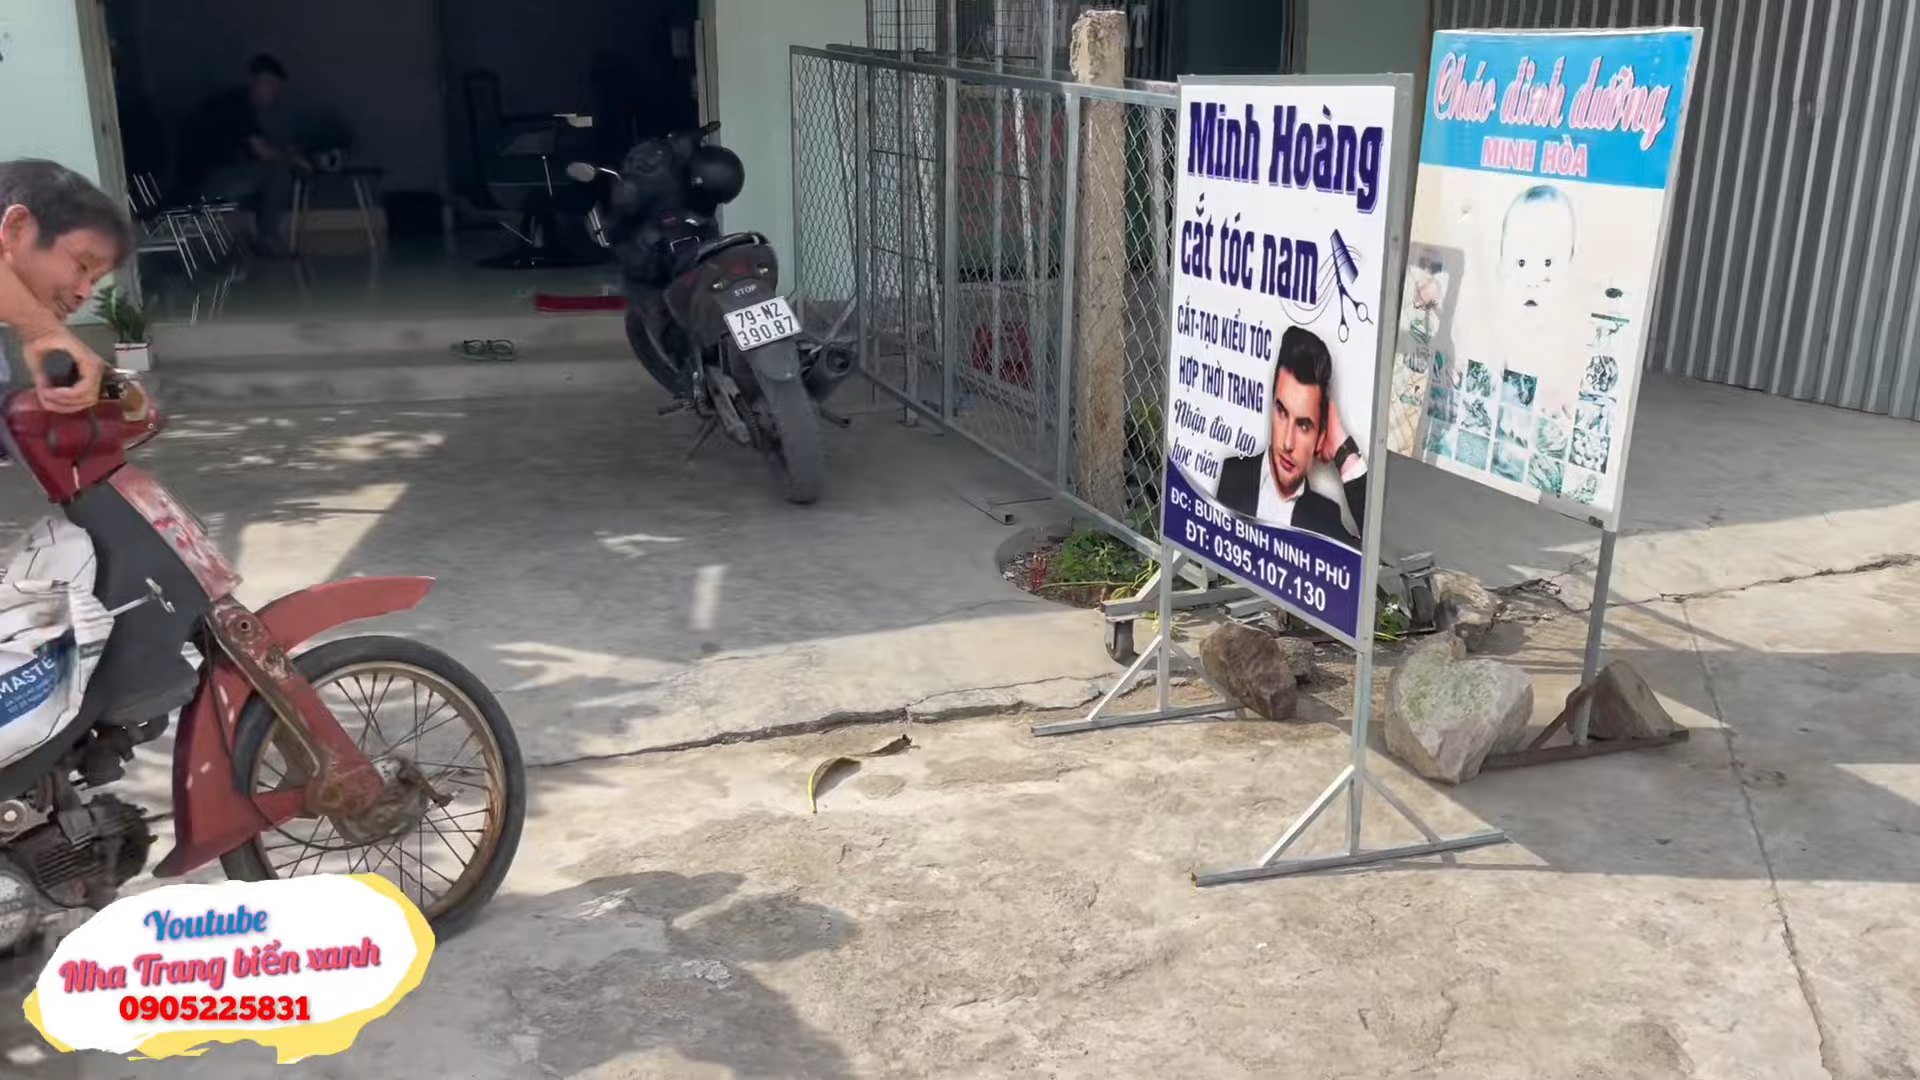 Minh Hoàng
cắt tóc nam
CẮT-TẠO KIỂU TÓC
HỢP THỜI TRANG
Nhận đào tạo
học viên
ĐC: BUNG BINH NINH PHÚ
ĐT: 0395.107.130
Cháo dinh dưỡng
MINH HÒA
STOP
79-N2
390.87
MASTE
Youtube
Nha Trang biển xanh
0905225831